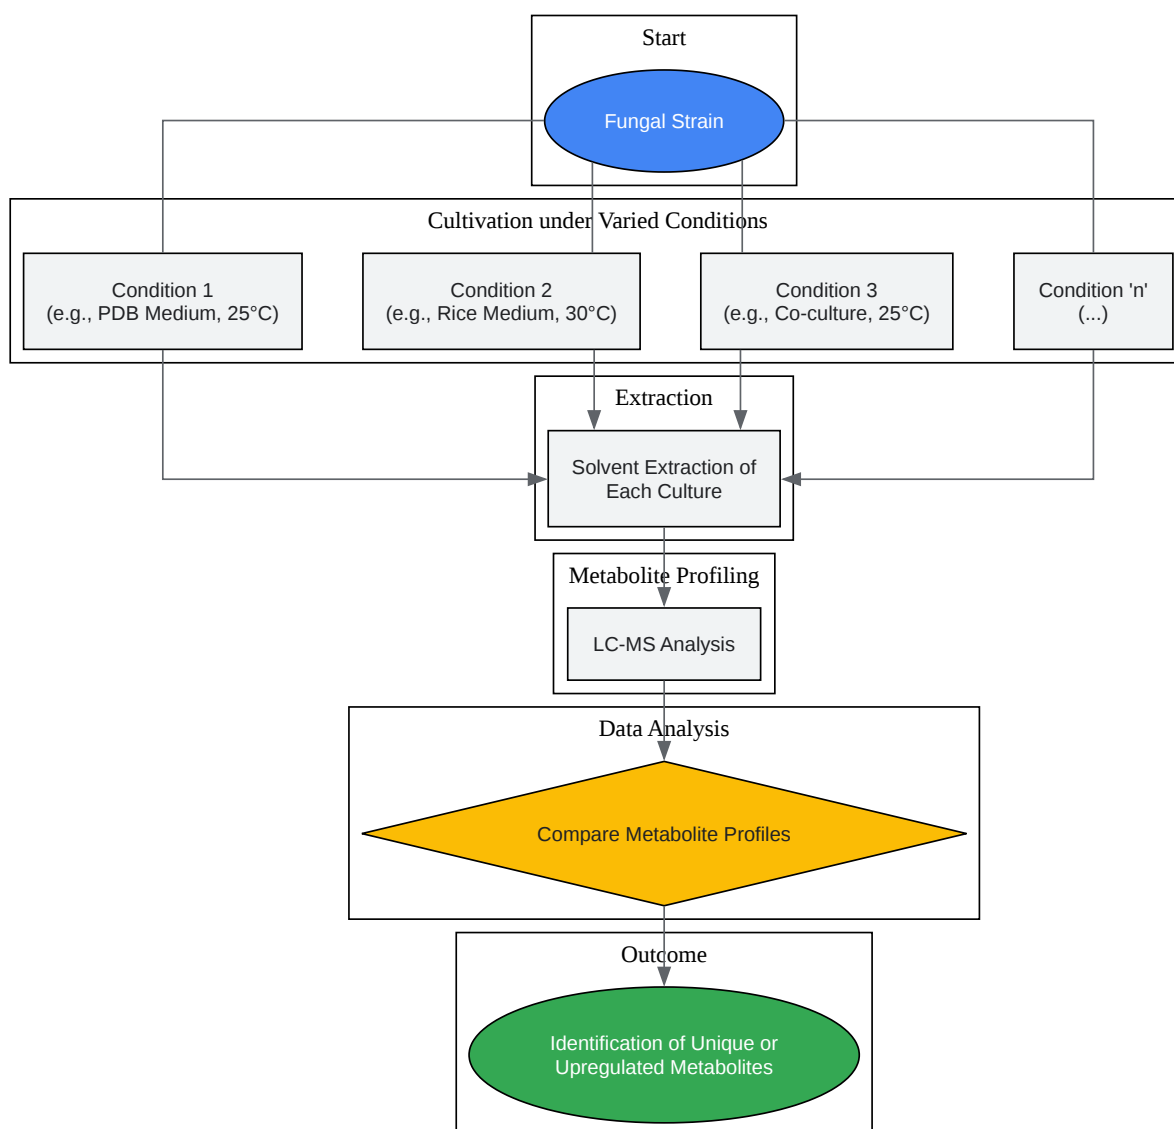 Start
Fungal Strain
Cultivation under Varied Conditions
Condition 1
(e.g., PDB Medium, 25°C)
Condition 2
(e.g., Rice Medium, 30°C)
Condition 3
(e.g., Co-culture, 25°C)
Condition 'n'
(...)
Extraction
Solvent Extraction of
Each Culture
Metabolite Profiling
LC-MS Analysis
Data Analysis
Compare Metabolite Profiles
Outcome
Identification of Unique or
Upregulated Metabolites